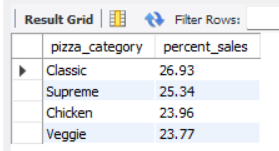 Result Grid Filter Rows:
pizza_category percent_sales
Classic 26.93
Supreme 25.34
Chicken 23.96
Veggie 23.77